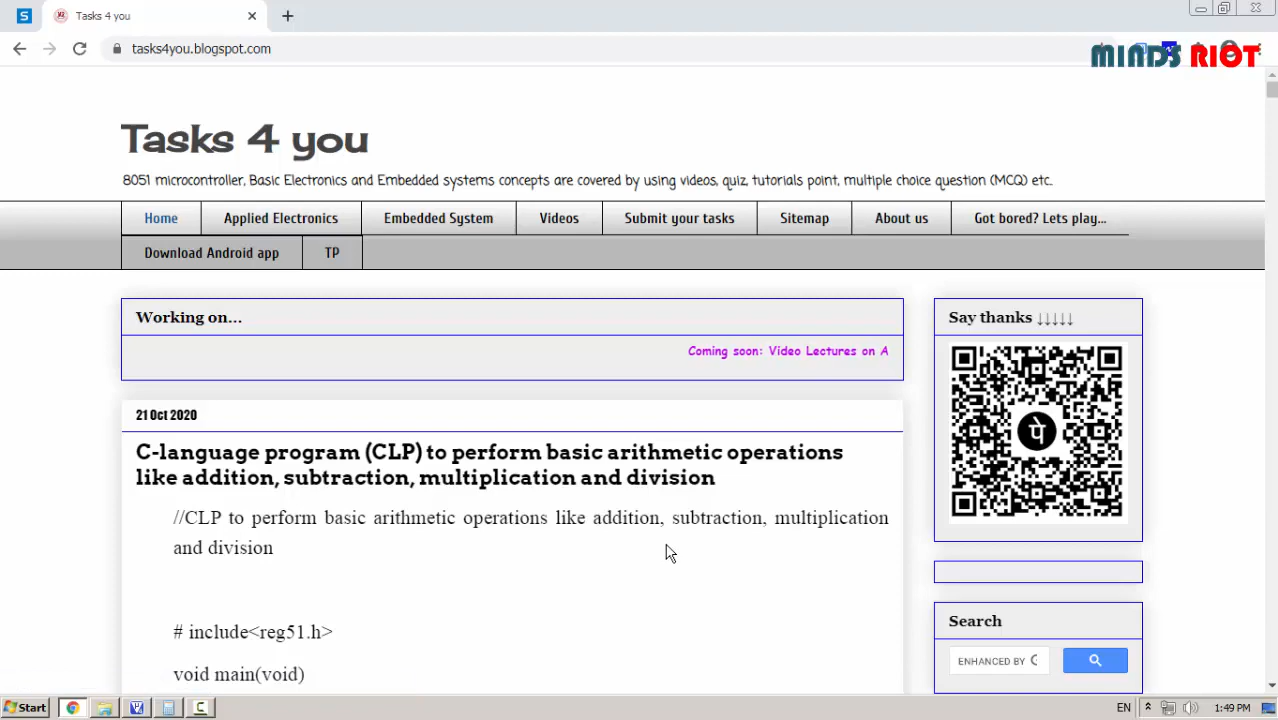 Tasks 4 you
tasks4you.blogspot.com
MINDS RIOT
Tasks 4 you
8051 microcontroller, Basic Electronics and Embedded systems concepts are covered by using videos, quiz, tutorials point, multiple choice question (MCQ) etc..
Home Applied Electronics Embedded System Videos Submit your tasks Sitemap About us Got bored? Lets play...
Download Android app TP
Working on...
Coming soon: Video Lectures on A
Say thanks ↓↓↓↓↓
पे
21 Oct 2020
C-language program (CLP) to perform basic arithmetic operations
like addition, subtraction, multiplication and division
//CLP to perform basic arithmetic operations like addition, subtraction, multiplication
and division
# include<reg51.h>
void main(void)
Search
ENHANCED BY
Start
EN
1:49 PM